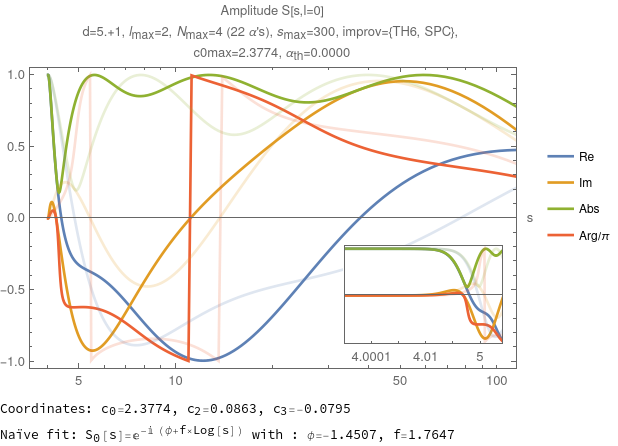 Amplitude S[s,l=0]
d=5.+1, lmax=2, Nmax=4 (22 α's), smax=300, improv={TH6, SPC},
c0max=2.3774, αth=0.0000
1.0
0.5
0.0
-0.5
-1.0
5
10
50
100
s
4.0001
4.01
5
Re
Im
Abs
Arg/π
Coordinates: c₀=2.3774, c₂=0.0863, c₃=-0.0795
Naïve fit: S₀[s]=e^-i (ϕ+f×Log[s]) with : ϕ=-1.4507, f=1.7647